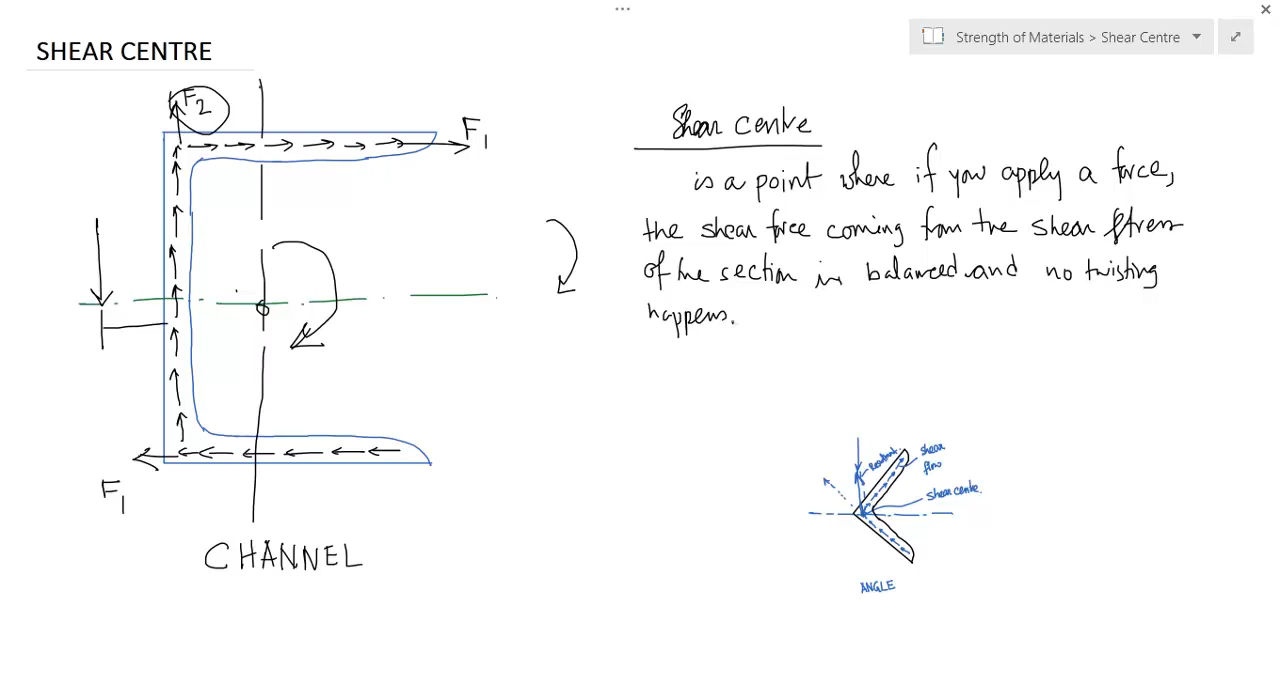 Strength of Materials > Shear Centre
SHEAR CENTRE
F2
F1
F1
CHANNEL
Shear centre
is a point where if you apply a force,
the shear force coming from the shear stress
of the section is balanced and no twisting
happens.
Resultant
shear
flow
shear centre.
ANGLE